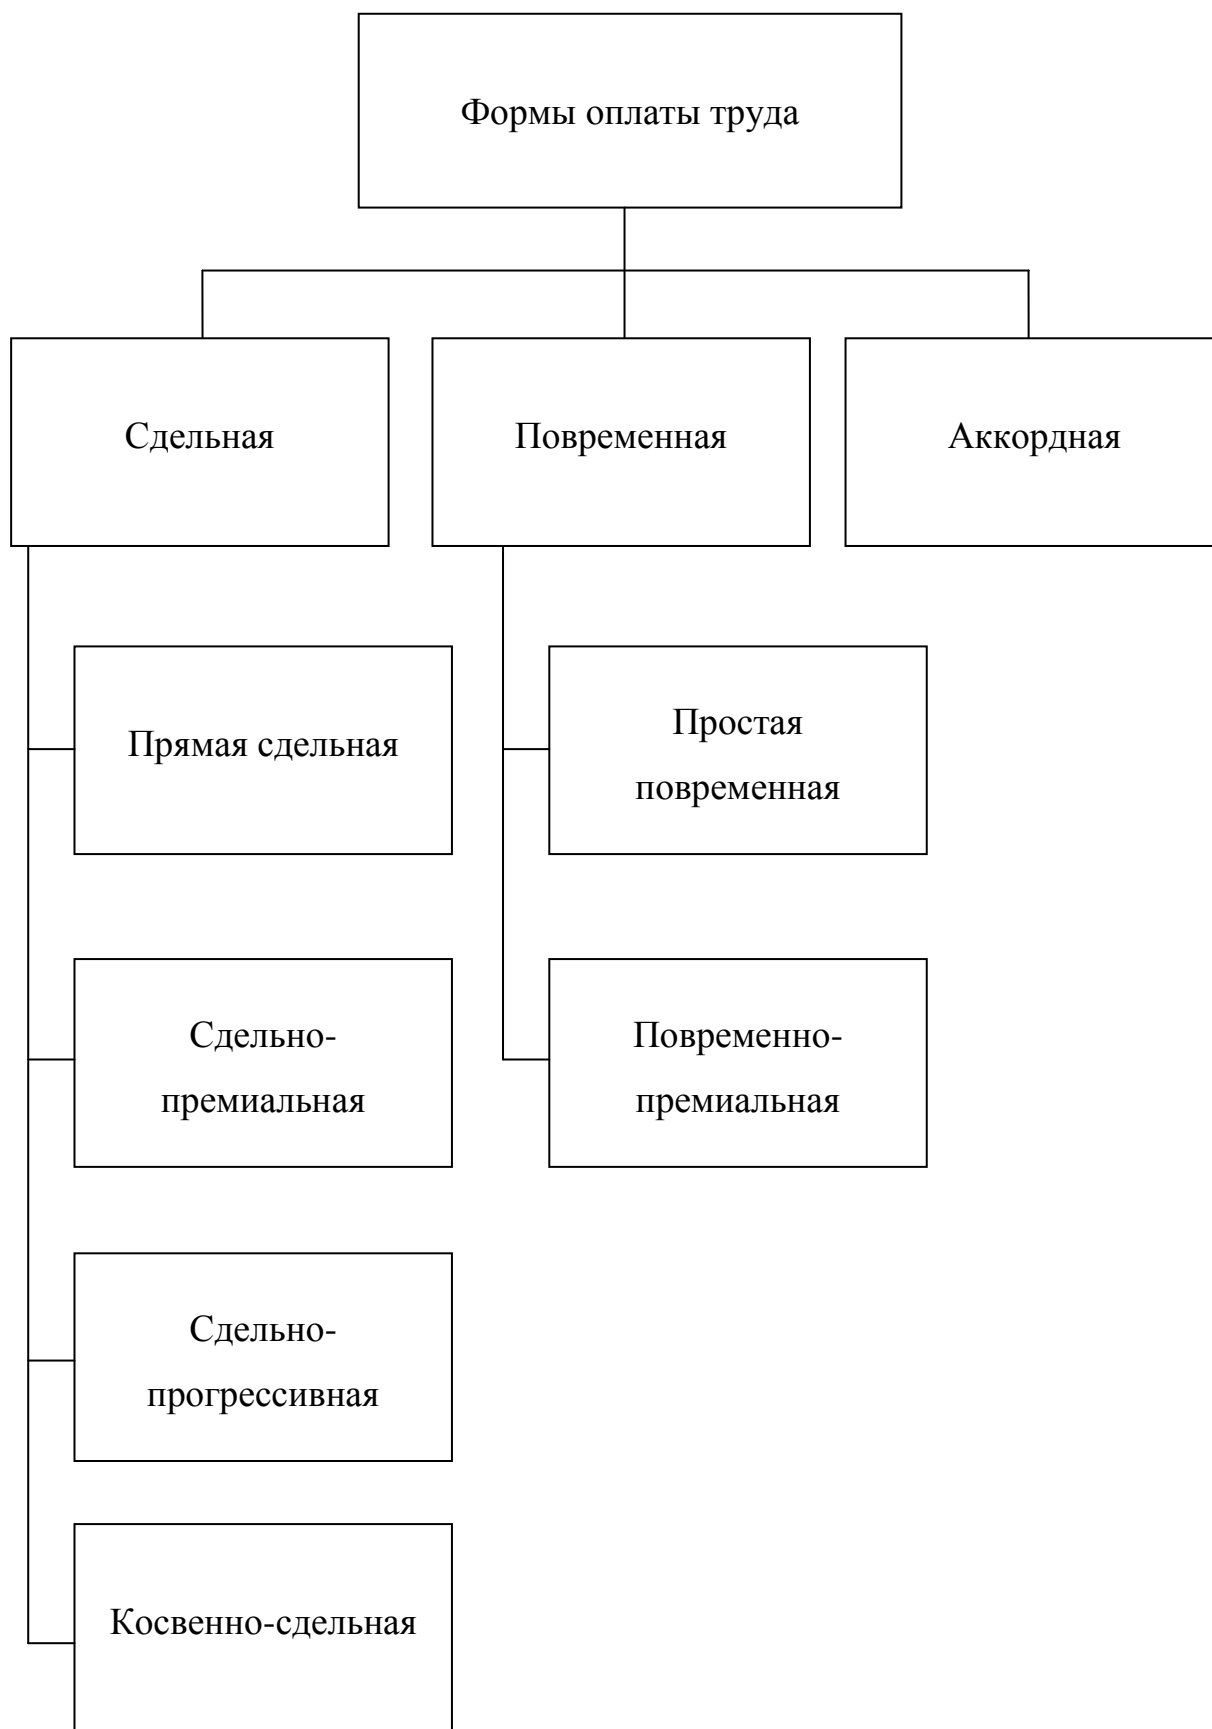 Формы оплаты труда
Сдельная
Повременная
Аккордная
Прямая сдельная
Простая
повременная
Сдельно-
премиальная
Повременно-
премиальная
Сдельно-
прогрессивная
Косвенно-сдельная